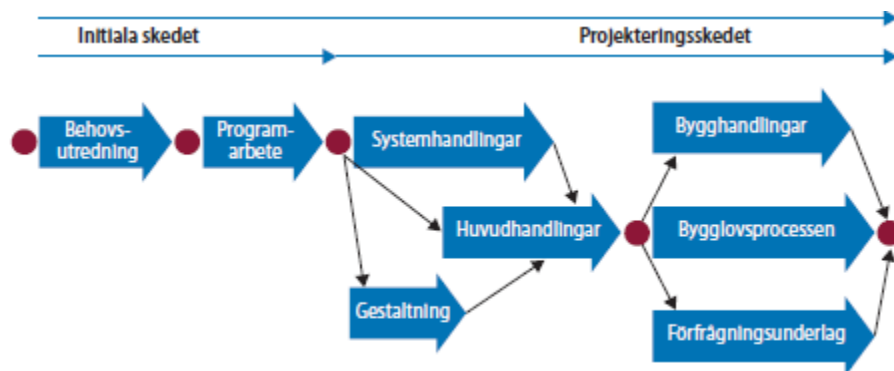 Initiala skedet
Projekteringsskedet
Behovs-
utredning
Program-
arbete
Systemhandlingar
Bygghandlingar
Huvudhandlingar
Bygglovsprocessen
Gestaltning
Förfrågningsunderlag